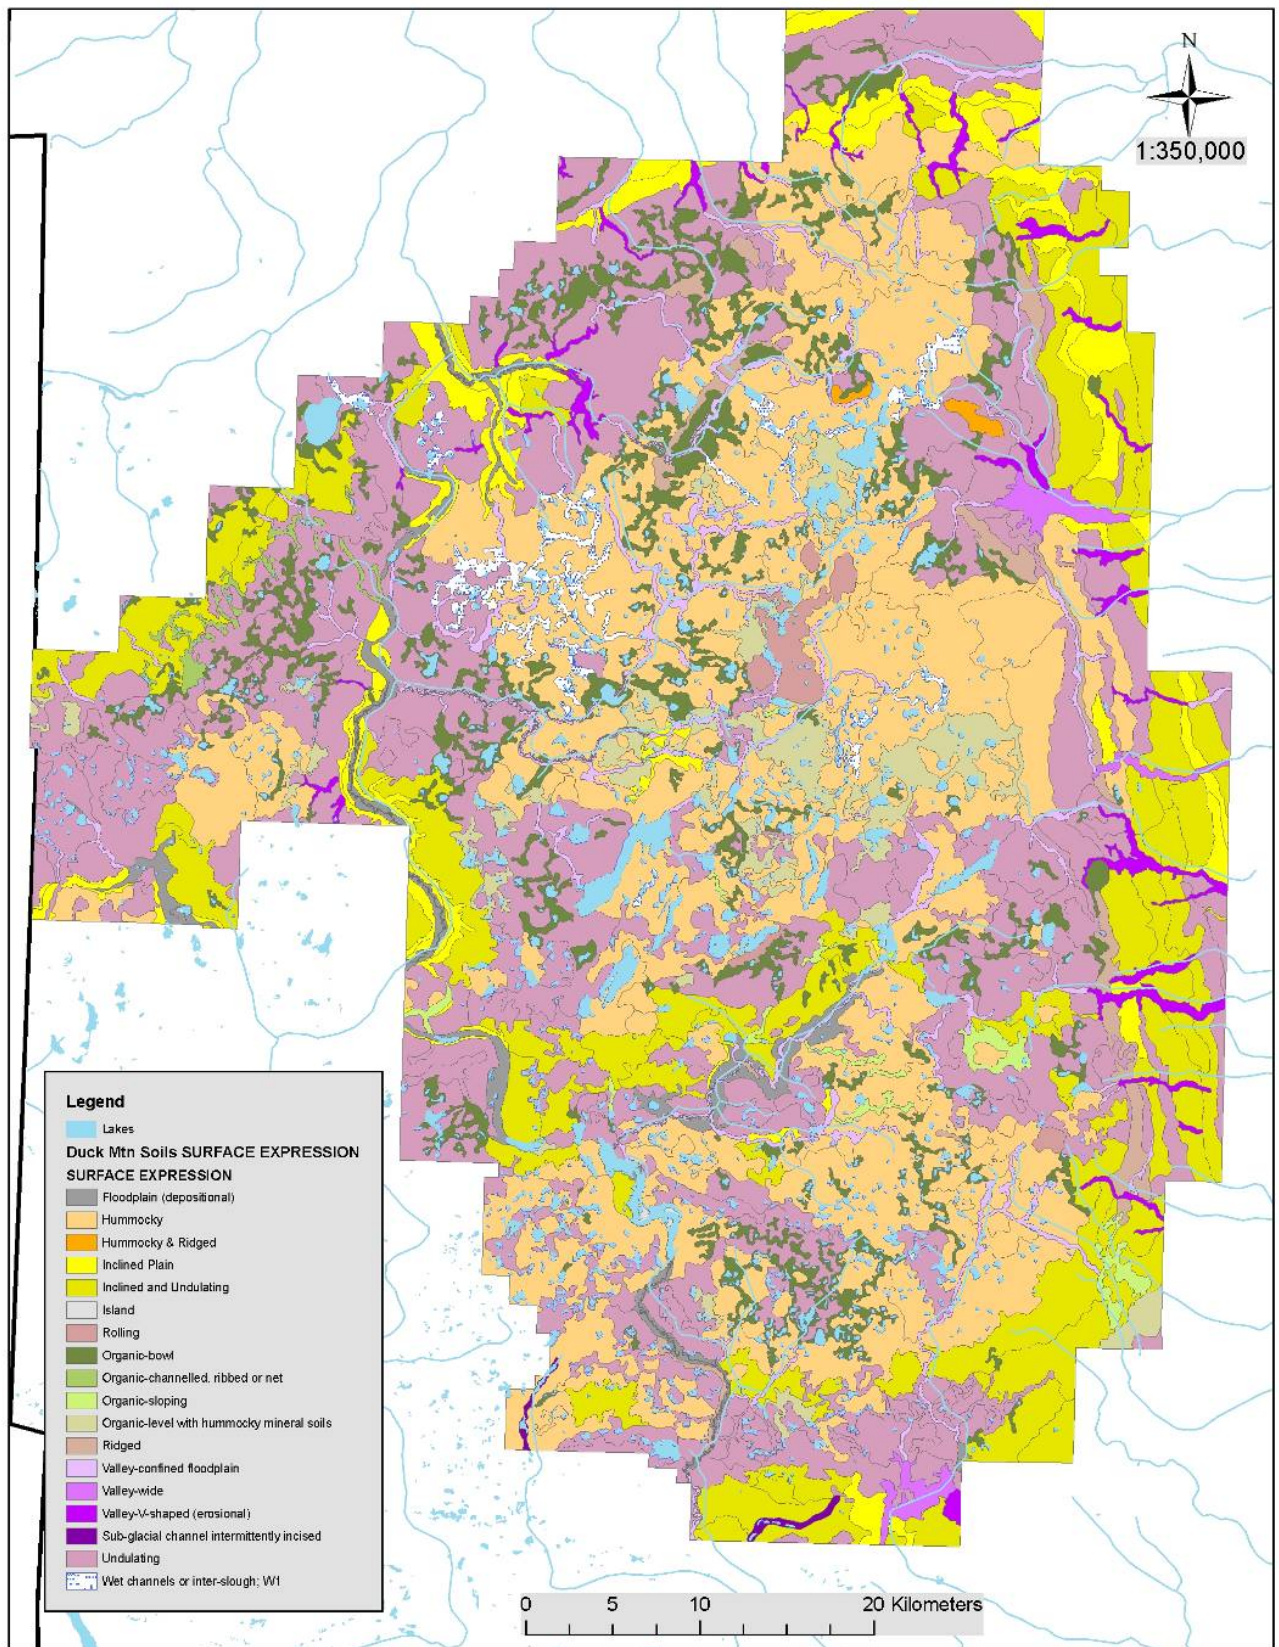 N
1:350,000
Legend
Lakes
Duck Mtn Soils SURFACE EXPRESSION
SURFACE EXPRESSION
Floodplain (depositional)
Hummocky
Hummocky & Ridged
Inclined Plain
Inclined and Undulating
Island
Rolling
Organic-bowl
Organic-channelled. ribbed or net
Organic-sloping
Organic-level with hummocky mineral soils
Ridged
Valley-confined floodplain
Valley-wide
Valley-V-shaped (erosional)
Sub-glacial channel intermittently incised
Undulating
Wet channels or inter-slough; W1
0 5 10 20 Kilometers